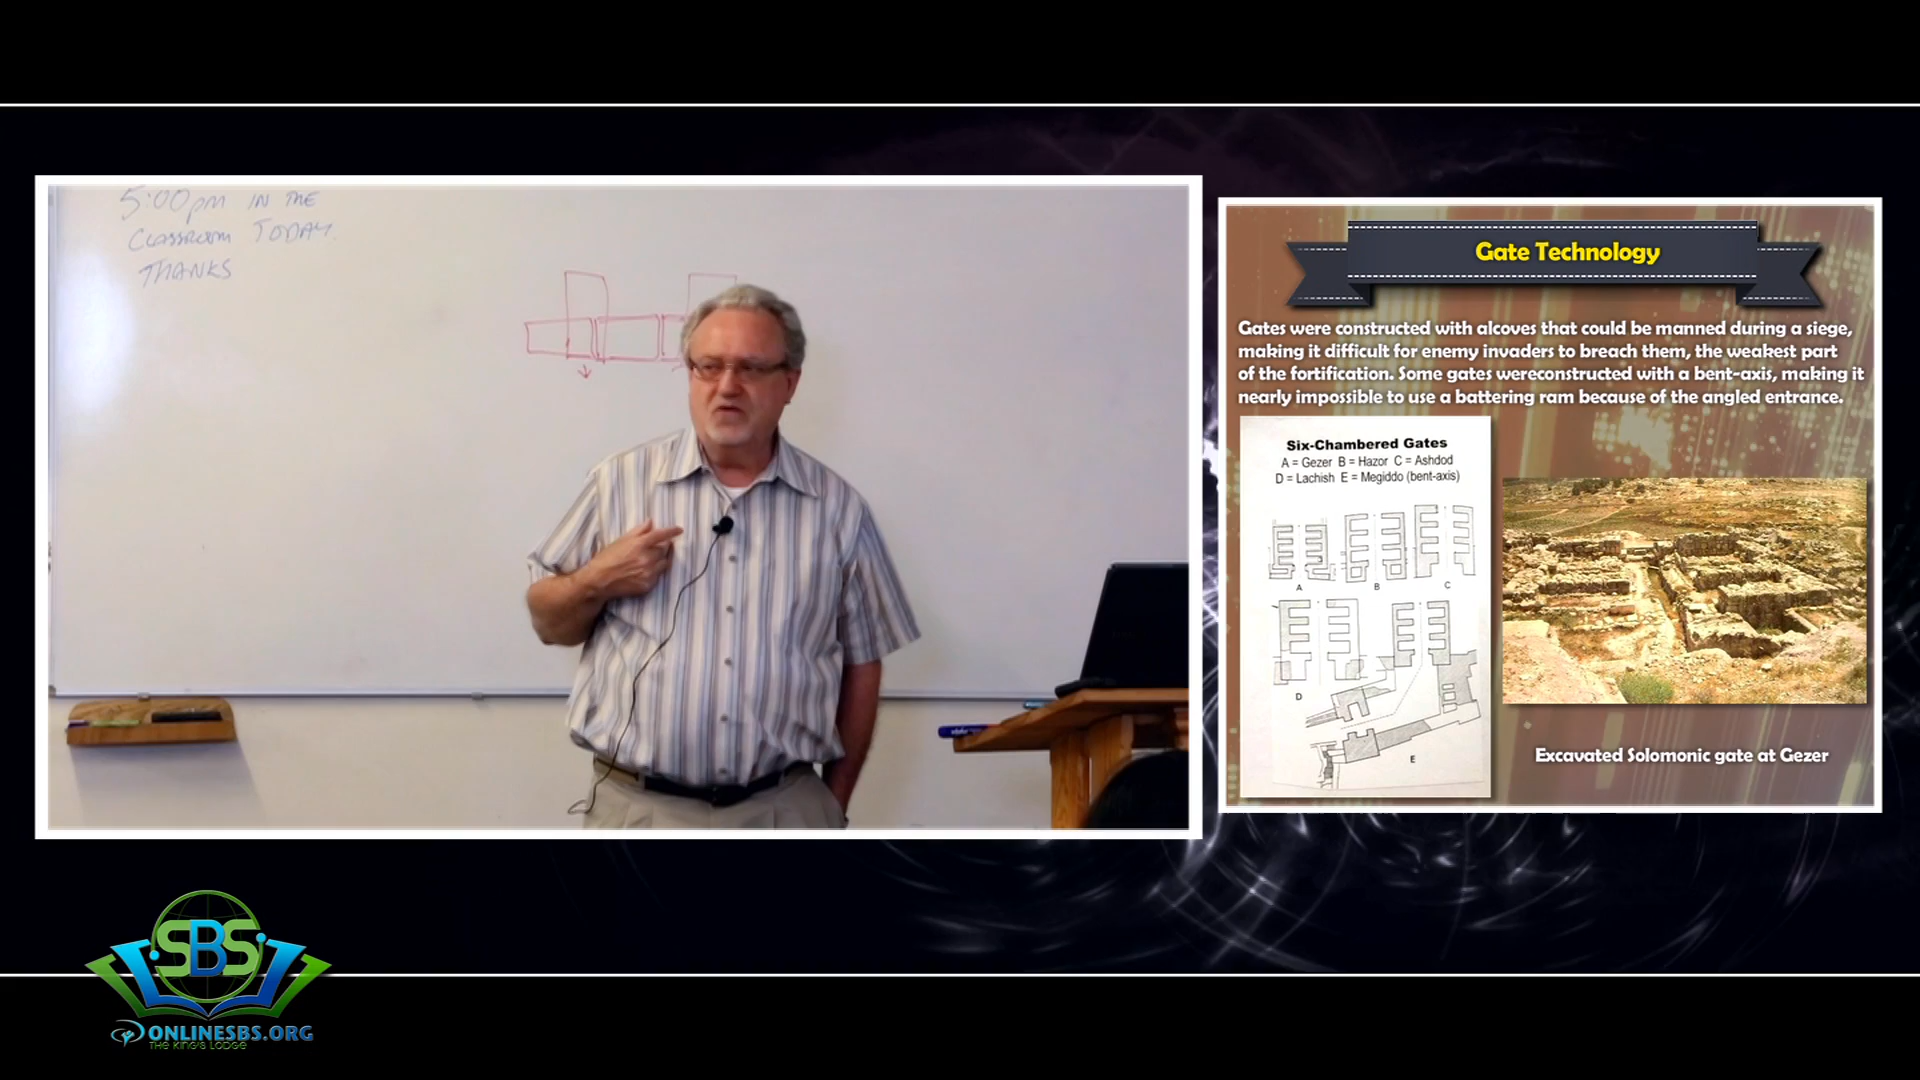 5:00pm IN THE
CLASSROOM TODAY.
THANKS
Gate Technology
Gates were constructed with alcoves that could be manned during a siege,
making it difficult for enemy invaders to breach them, the weakest part
of the fortification. Some gates wereconstructed with a bent-axis, making it
nearly impossible to use a battering ram because of the angled entrance.
Six-Chambered Gates
A = Gezer B = Hazor C = Ashdod
D = Lachish E = Megiddo (bent-axis)
A
B
C
D
E
Excavated Solomonic gate at Gezer
SBS
ONLINESBS.ORG
THE KING'S LODGE